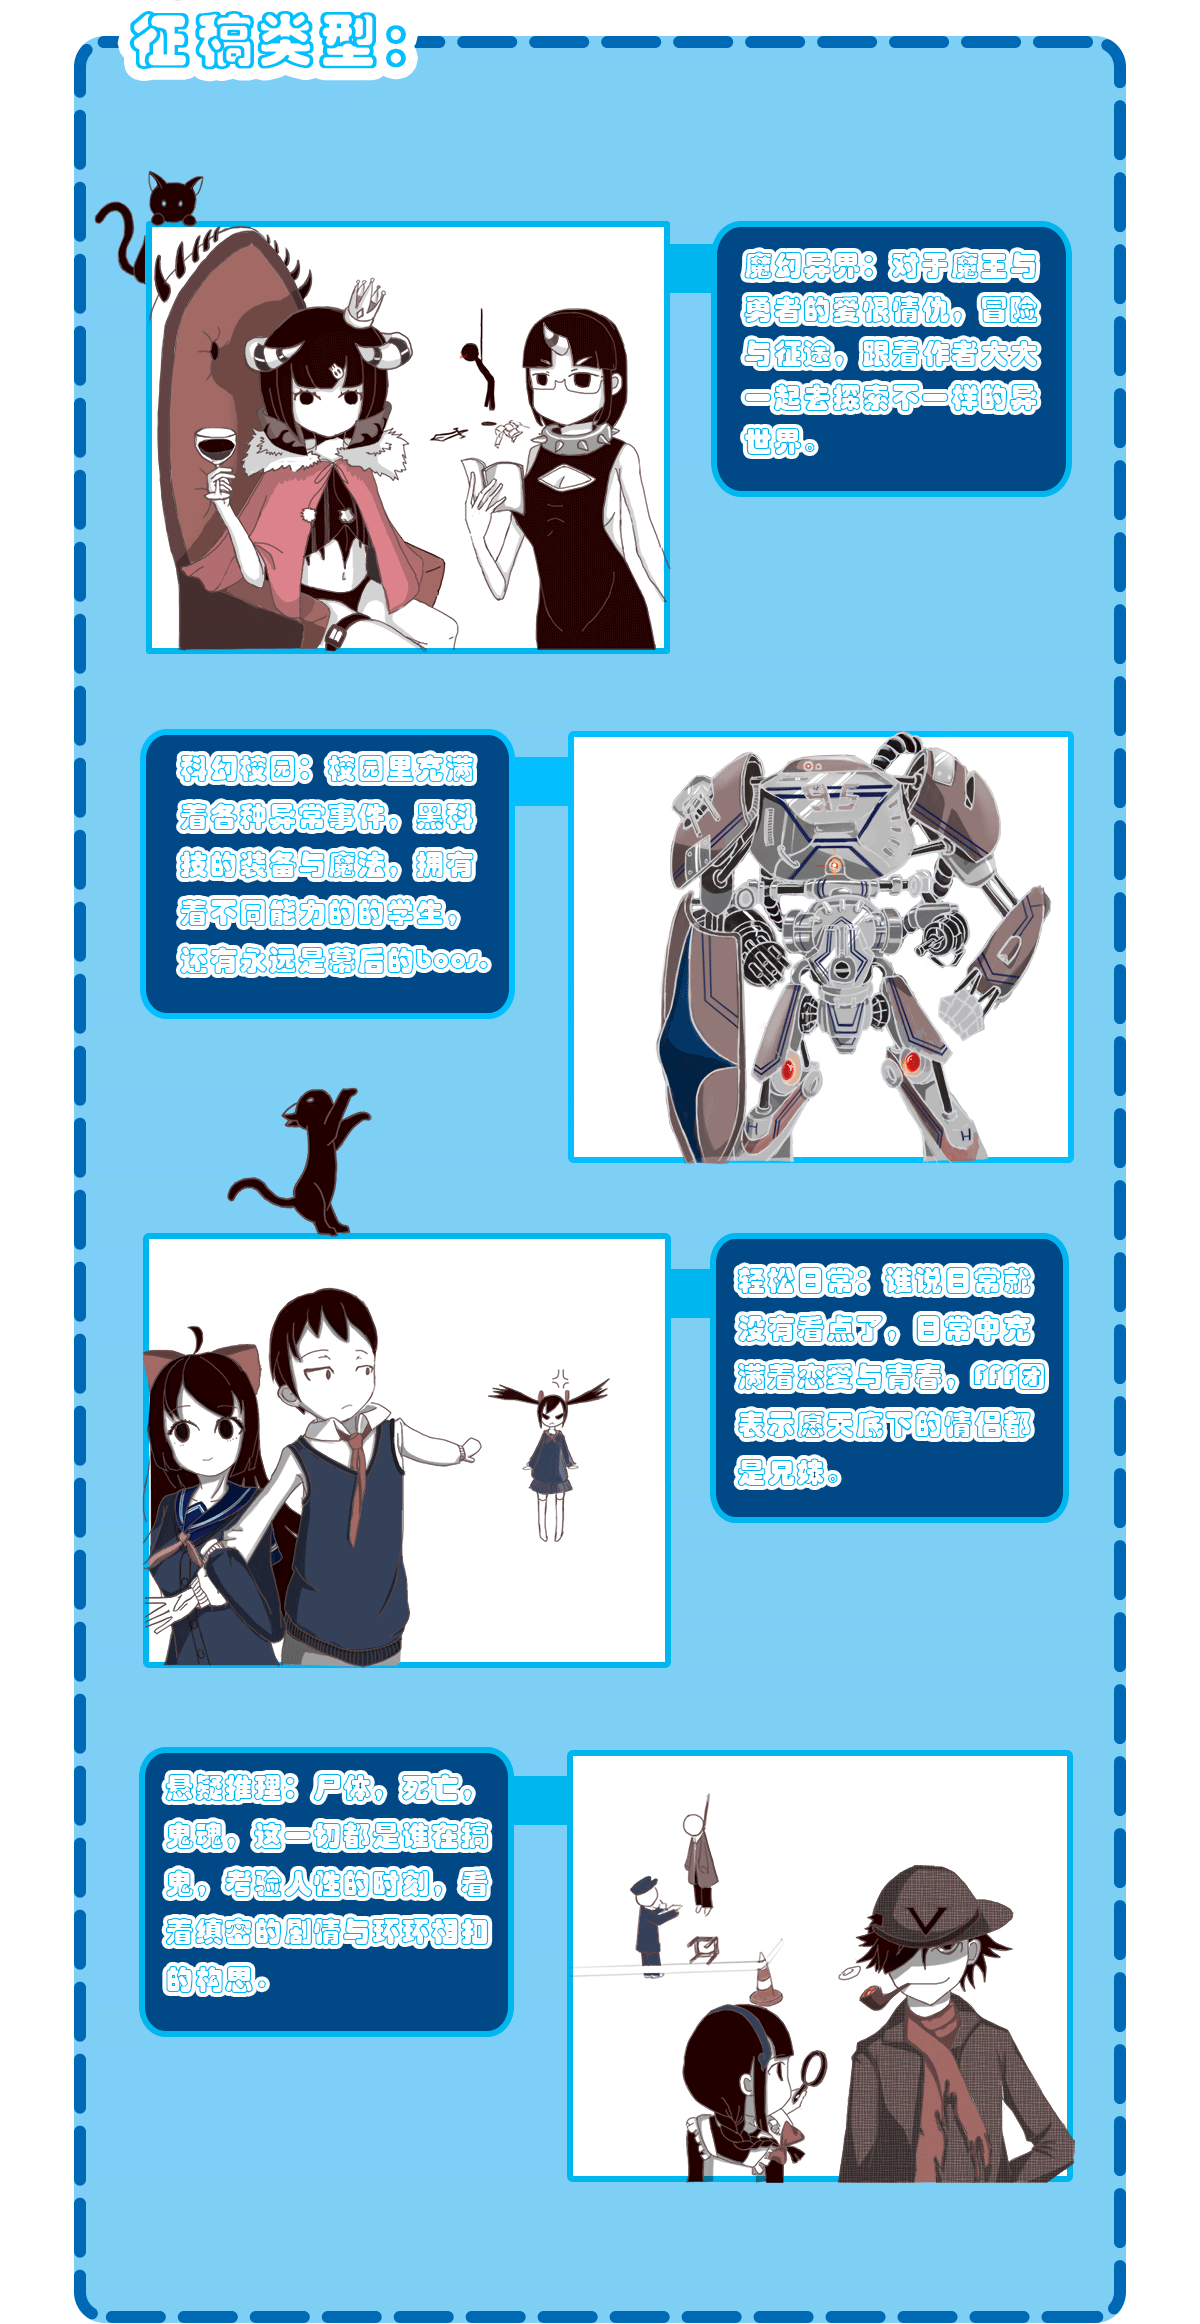 征稿类型：
魔幻异界：对于魔王与
勇者的爱恨情仇，冒险
与征途，跟着作者大大
一起去探索不一样的异
世界。
科幻校园：校园里充满
着各种异常事件，黑科
技的装备与魔法，拥有
着不同能力的的学生，
还有永远是幕后的boos.
95
H
H
轻松日常：谁说日常就
没有看点了，日常中充
满着恋爱与青春，FFF团
表示愿天底下的情侣都
是兄妹。
悬疑推理：尸体，死亡，
鬼魂，这一切都是谁在搞
鬼，考验人性的时刻，看
着缜密的剧情与环环相扣
的构思.
V